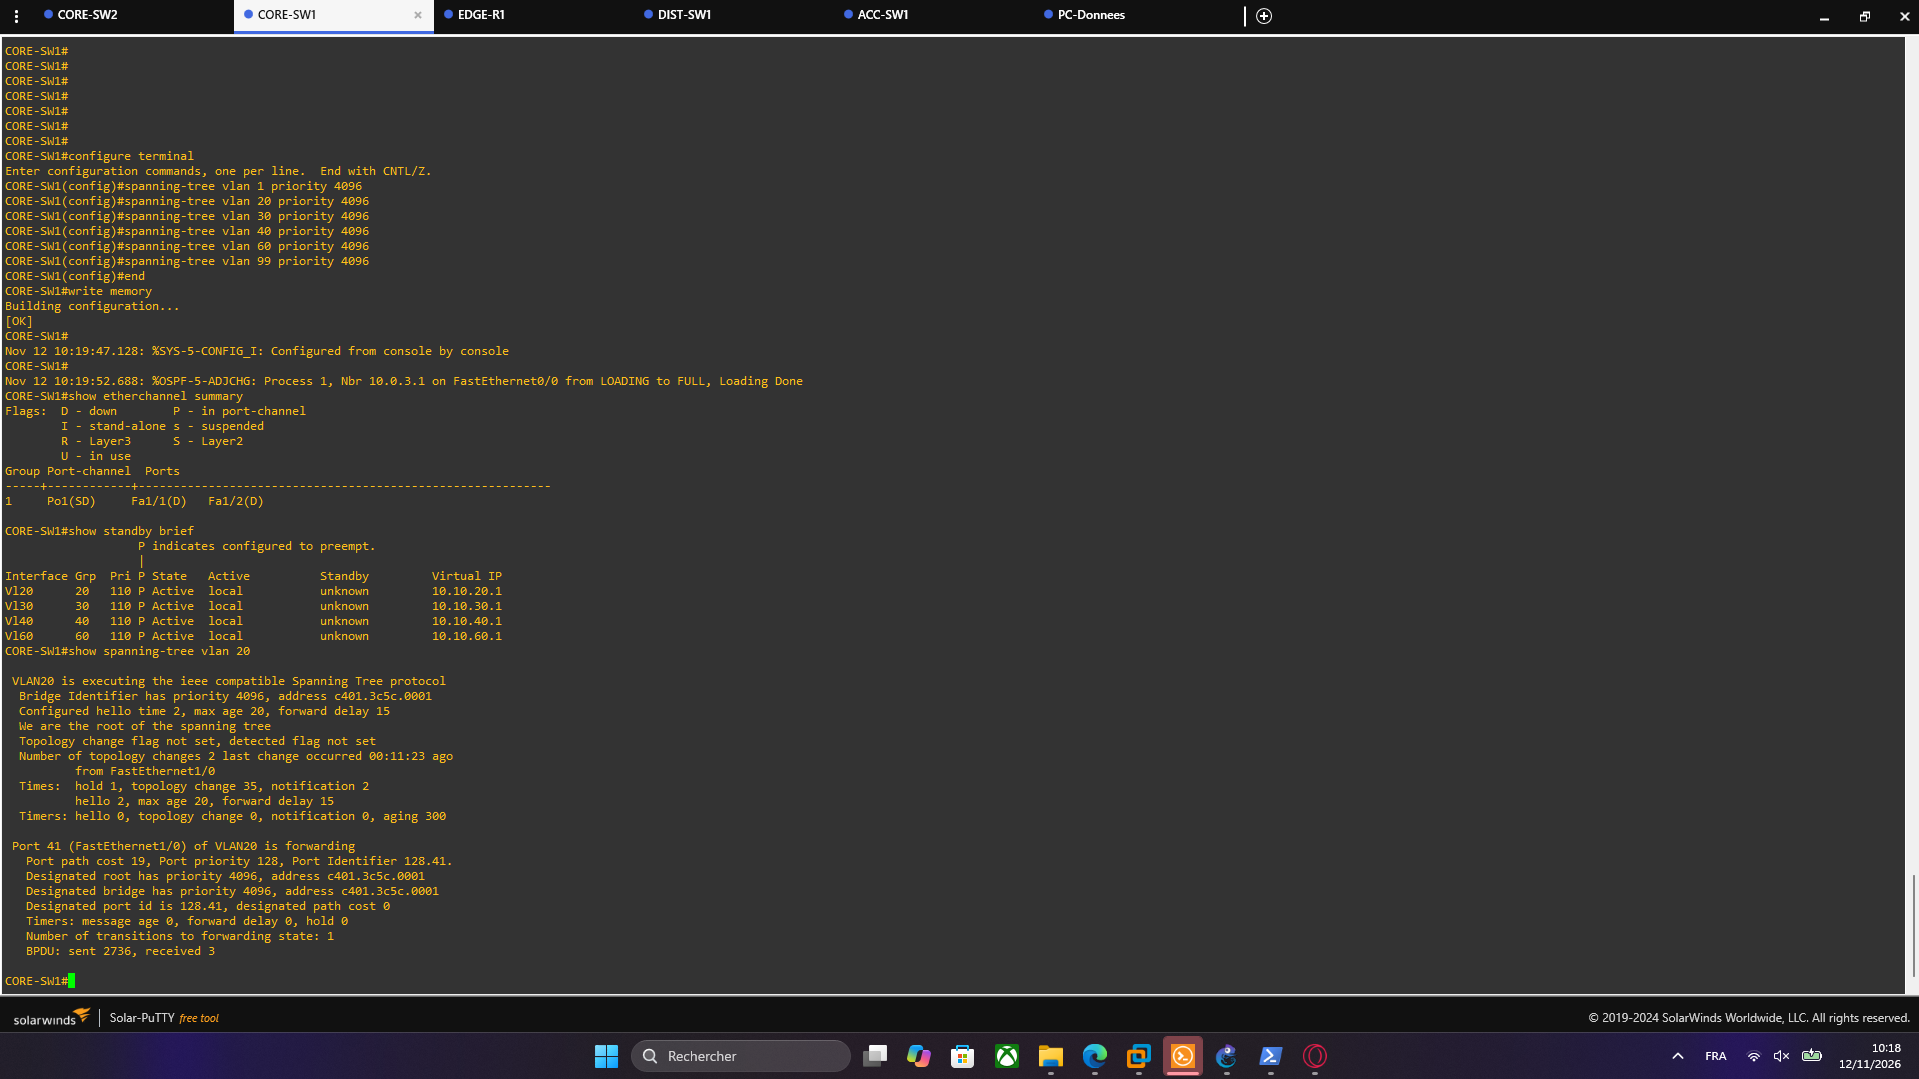 CORE-SW2
CORE-SW1
EDGE-R1
DIST-SW1
ACC-SW1
PC-Donnees
CORE-SW1#
CORE-SW1#
CORE-SW1#
CORE-SW1#
CORE-SW1#
CORE-SW1#
CORE-SW1#
CORE-SW1#configure terminal
Enter configuration commands, one per line.  End with CNTL/Z.
CORE-SW1(config)#spanning-tree vlan 1 priority 4096
CORE-SW1(config)#spanning-tree vlan 20 priority 4096
CORE-SW1(config)#spanning-tree vlan 30 priority 4096
CORE-SW1(config)#spanning-tree vlan 40 priority 4096
CORE-SW1(config)#spanning-tree vlan 60 priority 4096
CORE-SW1(config)#spanning-tree vlan 99 priority 4096
CORE-SW1(config)#end
CORE-SW1#write memory
Building configuration...
[OK]
CORE-SW1#
Nov 12 10:19:47.128: %SYS-5-CONFIG_I: Configured from console by console
CORE-SW1#
Nov 12 10:19:52.688: %OSPF-5-ADJCHG: Process 1, Nbr 10.0.3.1 on FastEthernet0/0 from LOADING to FULL, Loading Done
CORE-SW1#show etherchannel summary
Flags:  D - down        P - in port-channel
        I - stand-alone s - suspended
        R - Layer3      S - Layer2
        U - in use
Group Port-channel  Ports
-----+------------+-----------------------------------------------------------
1     Po1(SD)     Fa1/1(D)   Fa1/2(D)
CORE-SW1#show standby brief
                   P indicates configured to preempt.
                   |
Interface Grp  Pri P State   Active          Standby         Virtual IP
Vl20      20   110 P Active  local           unknown         10.10.20.1
Vl30      30   110 P Active  local           unknown         10.10.30.1
Vl40      40   110 P Active  local           unknown         10.10.40.1
Vl60      60   110 P Active  local           unknown         10.10.60.1
CORE-SW1#show spanning-tree vlan 20
 VLAN20 is executing the ieee compatible Spanning Tree protocol
  Bridge Identifier has priority 4096, address c401.3c5c.0001
  Configured hello time 2, max age 20, forward delay 15
  We are the root of the spanning tree
  Topology change flag not set, detected flag not set
  Number of topology changes 2 last change occurred 00:11:23 ago
          from FastEthernet1/0
  Times:  hold 1, topology change 35, notification 2
          hello 2, max age 20, forward delay 15
  Timers: hello 0, topology change 0, notification 0, aging 300
 Port 41 (FastEthernet1/0) of VLAN20 is forwarding
   Port path cost 19, Port priority 128, Port Identifier 128.41.
   Designated root has priority 4096, address c401.3c5c.0001
   Designated bridge has priority 4096, address c401.3c5c.0001
   Designated port id is 128.41, designated path cost 0
   Timers: message age 0, forward delay 0, hold 0
   Number of transitions to forwarding state: 1
   BPDU: sent 2736, received 3
CORE-SW1#
solarwinds
Solar-PuTTY free tool
© 2019-2024 SolarWinds Worldwide, LLC. All rights reserved.
Rechercher
FRA
10:18
12/11/2026